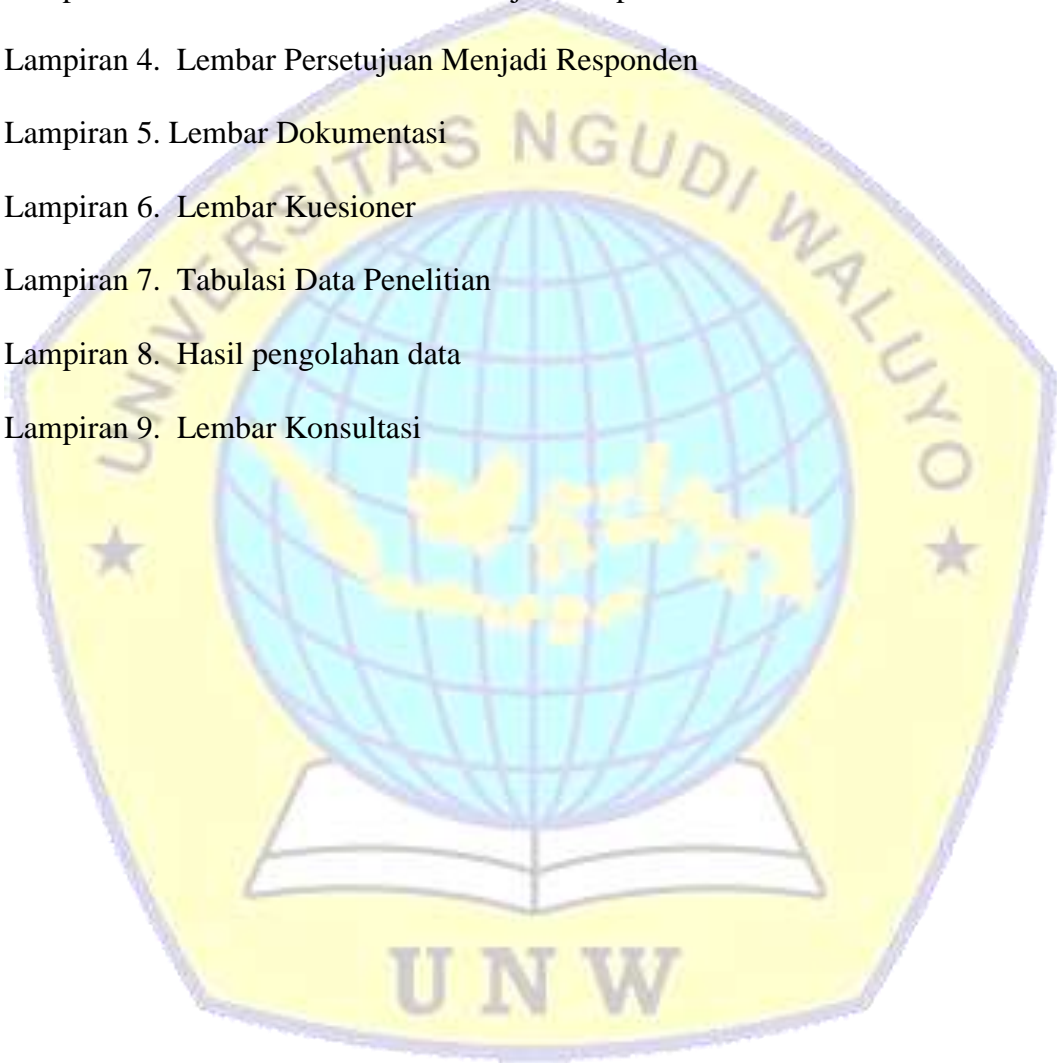 Lampiran 4.  Lembar Persetujuan Menjadi Responden
Lampiran 5. Lembar Dokumentasi
Lampiran 6.  Lembar Kuesioner
Lampiran 7.  Tabulasi Data Penelitian
Lampiran 8.  Hasil pengolahan data
Lampiran 9.  Lembar Konsultasi
UNIVERSITAS NGUDI WALUYO
UNW